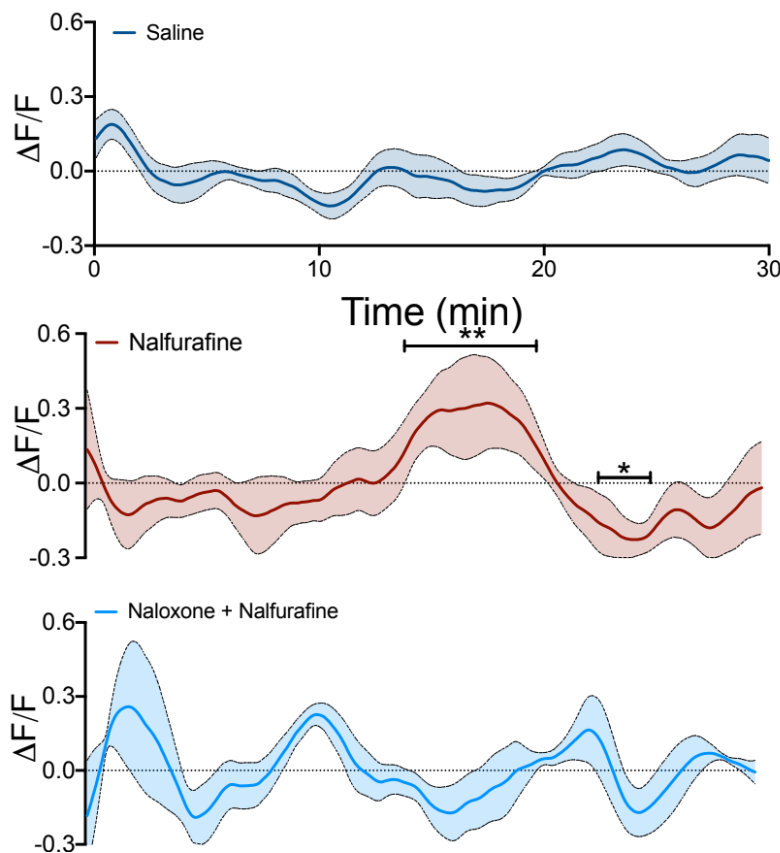 0.6
Saline
0.3
ΔF/F
0.0
-0.3
0 10 20 30
Time (min)
0.6
Nalfurafine
**
0.3
ΔF/F
0.0
*
-0.3
0.6
Naloxone + Nalfurafine
0.3
ΔF/F
0.0
-0.3